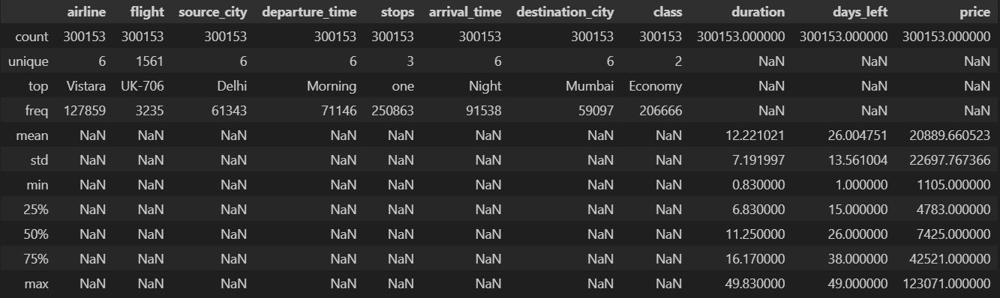 airline flight source_city departure_time stops arrival_time destination_city class duration days_left price
count 300153 300153 300153 300153 300153 300153 300153 300153 300153.000000 300153.000000 300153.000000
unique 6 1561 6 6 3 6 6 2 NaN NaN NaN
top Vistara UK-706 Delhi Morning one Night Mumbai Economy NaN NaN NaN
freq 127859 3235 61343 71146 250863 91538 59097 206666 NaN NaN NaN
mean NaN NaN NaN NaN NaN NaN NaN NaN 12.221021 26.004751 20889.660523
std NaN NaN NaN NaN NaN NaN NaN NaN 7.191997 13.561004 22697.767366
min NaN NaN NaN NaN NaN NaN NaN NaN 0.830000 1.000000 1105.000000
25% NaN NaN NaN NaN NaN NaN NaN NaN 6.830000 15.000000 4783.000000
50% NaN NaN NaN NaN NaN NaN NaN NaN 11.250000 26.000000 7425.000000
75% NaN NaN NaN NaN NaN NaN NaN NaN 16.170000 38.000000 42521.000000
max NaN NaN NaN NaN NaN NaN NaN NaN 49.830000 49.000000 123071.000000